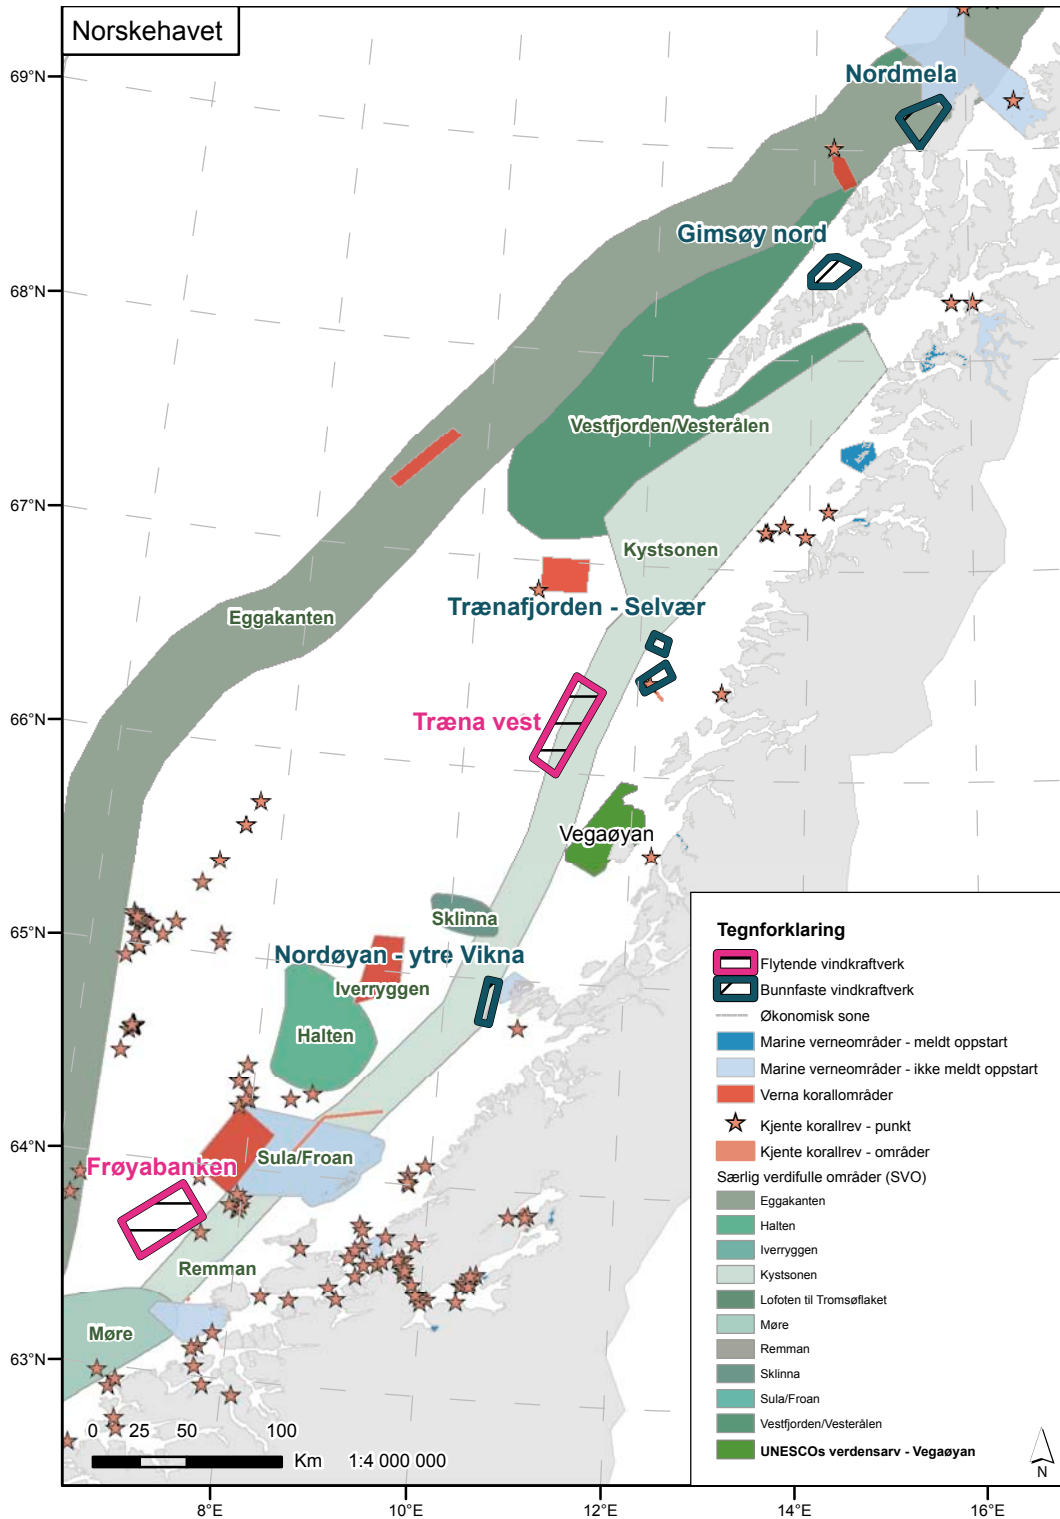 Norskehavet
69°N
68°N
67°N
66°N
65°N
64°N
63°N
Nordmela
Gimsøy nord
Vestfjorden/Vesterålen
Kystsonen
Eggakanten
Trænafjorden - Selvær
Træna vest
Vegaøyan
Sklinna
Nordøyan - ytre Vikna
Iverryggen
Halten
Sula/Froan
Frøyabanken
Remman
Møre
0 25 50 100
Km 1:4 000 000
8°E 10°E 12°E 14°E 16°E
Tegnforklaring
Flytende vindkraftverk
Bunnfaste vindkraftverk
Økonomisk sone
Marine verneområder - meldt oppstart
Marine verneområder - ikke meldt oppstart
Verna korallområder
Kjente korallrev - punkt
Kjente korallrev - områder
Særlig verdifulle områder (SVO)
Eggakanten
Halten
Iverryggen
Kystsonen
Lofoten til Tromsøflaket
Møre
Remman
Sklinna
Sula/Froan
Vestfjorden/Vesterålen
UNESCOs verdensarv - Vegaøyan
N